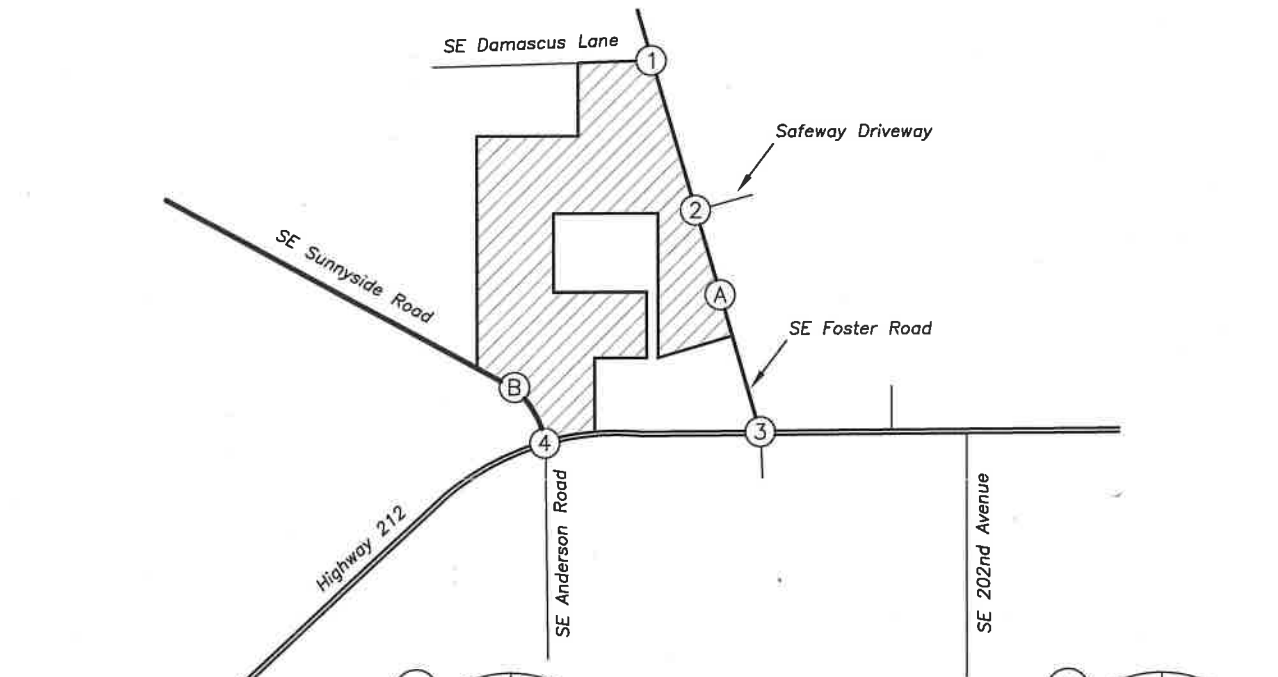 SE Damascus Lane
1
Safeway Driveway
2
SE Sunnyside Road
A
SE Foster Road
B
3
4
Highway 212
SE Anderson Road
SE 202nd Avenue